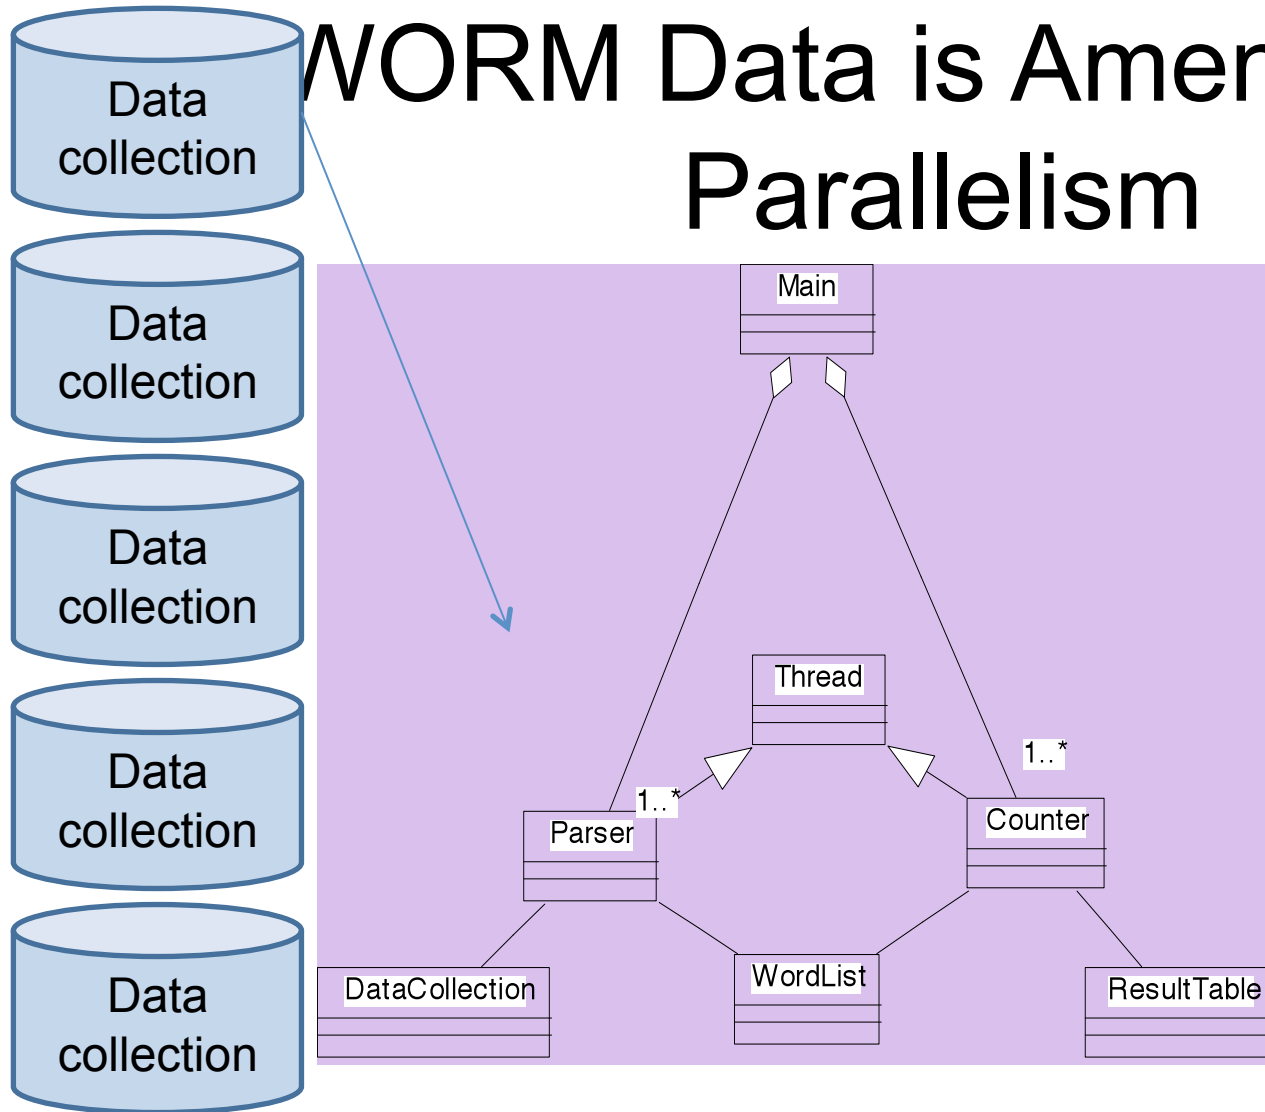 WORM Data is Amer
Parallelism
Data
collection
Data
collection
Data
collection
Data
collection
Data
collection
Main
Thread
1..*
1..*
Parser
Counter
DataCollection
WordList
ResultTable